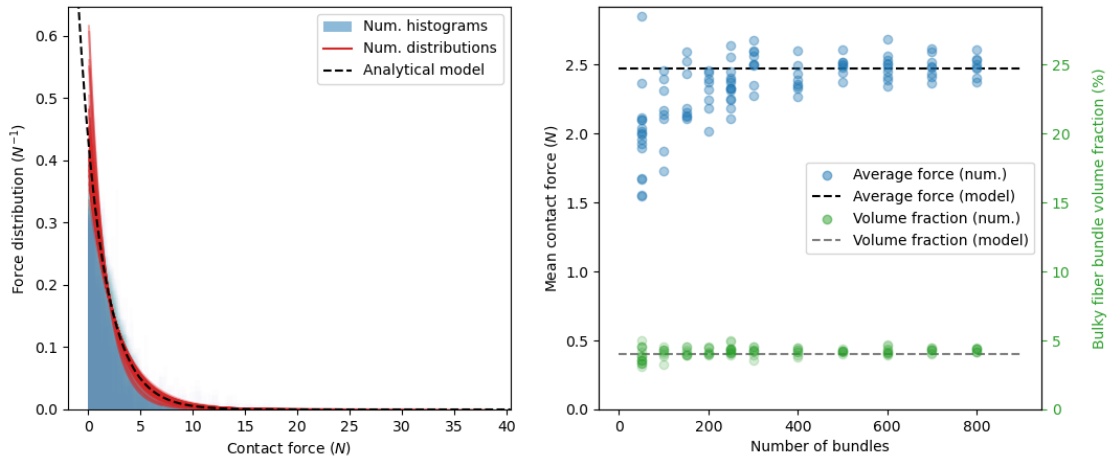 Num. histograms
Num. distributions
Analytical model
Force distribution (N⁻¹)
0.6
0.5
0.4
0.3
0.2
0.1
0.0
0 5 10 15 20 25 30 35 40
Contact force (N)
Mean contact force (N)
2.5
2.0
1.5
1.0
0.5
0.0
Average force (num.)
Average force (model)
Volume fraction (num.)
Volume fraction (model)
0 200 400 600 800
Number of bundles
25
20
15
10
5
0
Bulky fiber bundle volume fraction (%)